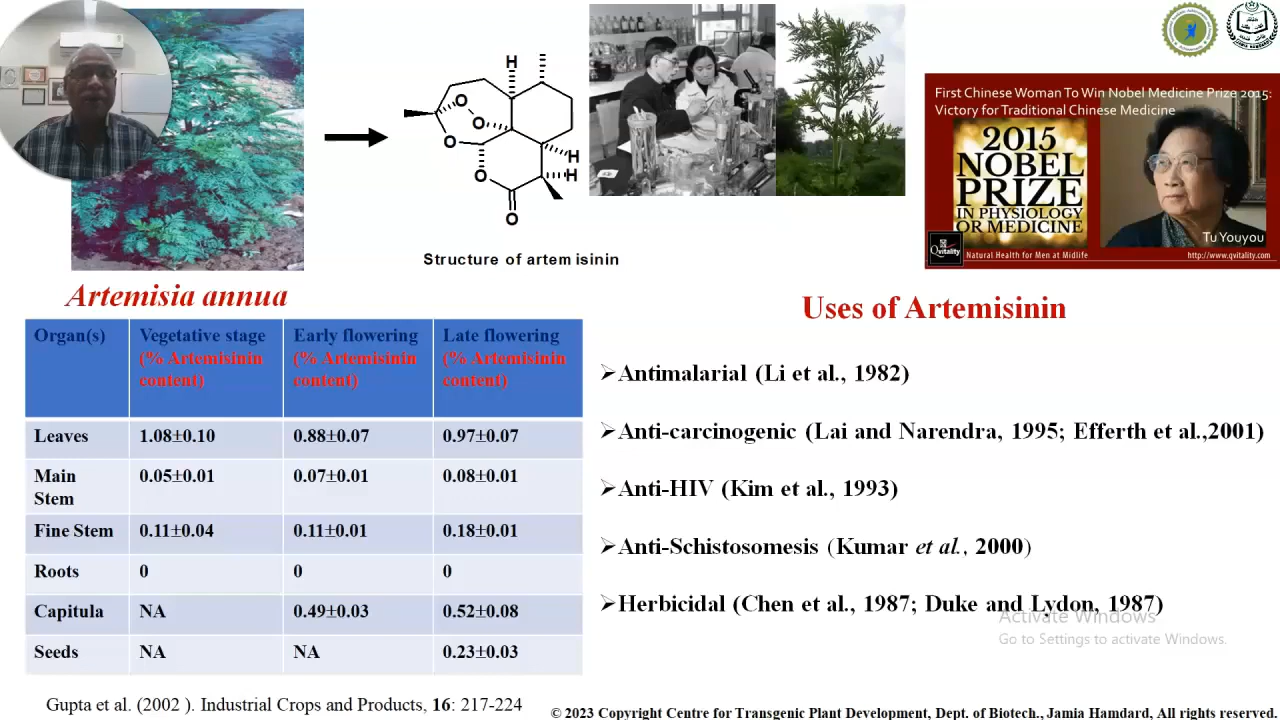 H
O
O
O
H
O
H
O
Structure of artem isinin
First Chinese Woman To Win Nobel Medicine Prize 2015:
Victory for Traditional Chinese Medicine
2015
NOBEL
PRIZE
IN PHYSIOLOGY
OR MEDICINE
Tu Youyou
Qvitality
Natural Health for Men at Midlife
http://www.qvitality.com
JAMIA HAMDARD
Artemisia annua
Organ(s) Vegetative stage (% Artemisinin content) Early flowering (% Artemisinin content) Late flowering (% Artemisinin content)
Leaves 1.08±0.10 0.88±0.07 0.97±0.07
Main Stem 0.05±0.01 0.07±0.01 0.08±0.01
Fine Stem 0.11±0.04 0.11±0.01 0.18±0.01
Roots 0 0 0
Capitula NA 0.49±0.03 0.52±0.08
Seeds NA NA 0.23±0.03
Gupta et al. (2002 ). Industrial Crops and Products, 16: 217-224
Uses of Artemisinin
➢Antimalarial (Li et al., 1982)
➢Anti-carcinogenic (Lai and Narendra, 1995; Efferth et al.,2001)
➢Anti-HIV (Kim et al., 1993)
➢Anti-Schistosomesis (Kumar et al., 2000)
➢Herbicidal (Chen et al., 1987; Duke and Lydon, 1987)
Activate Windows
Go to Settings to activate Windows.
© 2023 Copyright Centre for Transgenic Plant Development, Dept. of Biotech., Jamia Hamdard, All rights reserved.